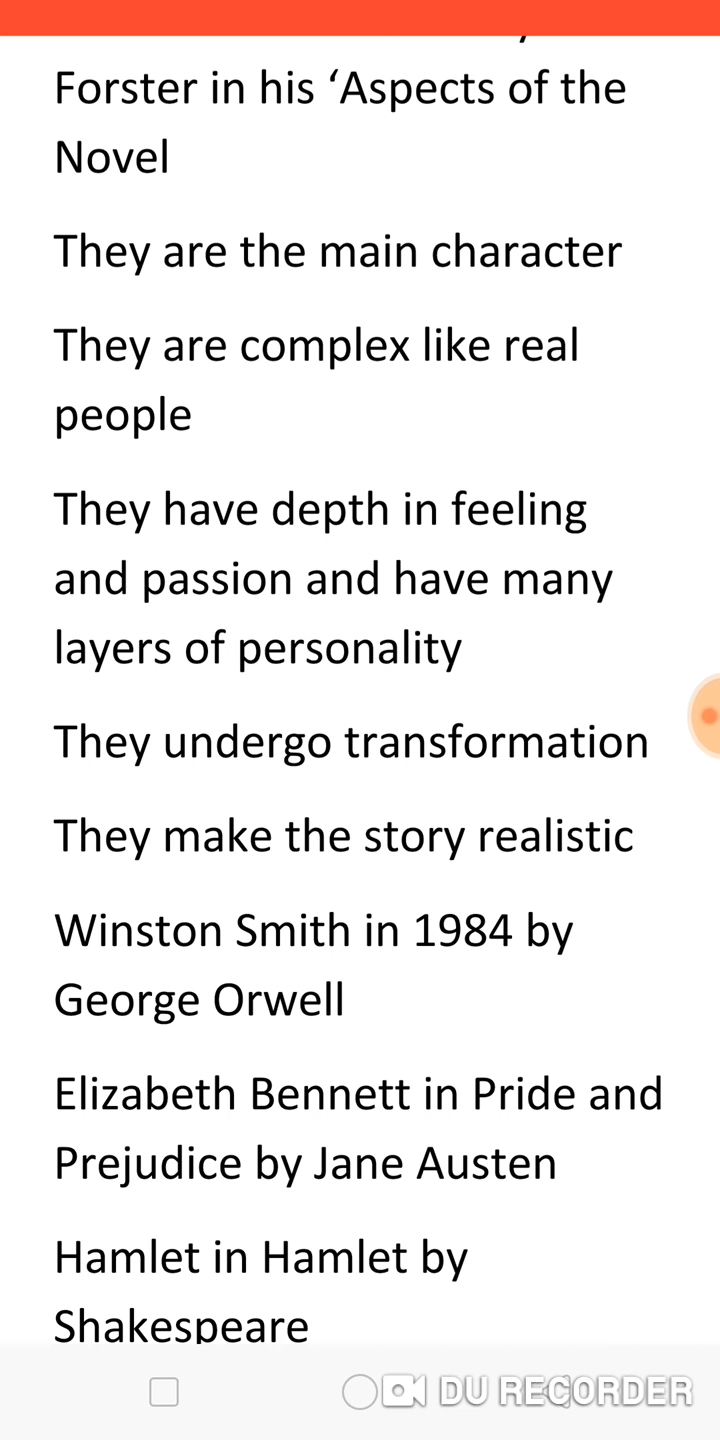 Forster in his ‘Aspects of the
Novel
They are the main character
They are complex like real
people
They have depth in feeling
and passion and have many
layers of personality
They undergo transformation
They make the story realistic
Winston Smith in 1984 by
George Orwell
Elizabeth Bennett in Pride and
Prejudice by Jane Austen
Hamlet in Hamlet by
Shakespeare
DU RECORDER